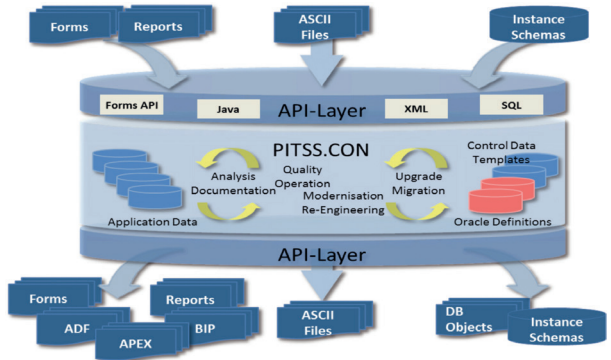 Forms
Reports
ASCII
Files
Instance
Schemas
Forms API
Java
API-Layer
XML
SQL
PITSS.CON
Analysis
Documentation
Quality
Operation
Modernisation
Re-Engineering
Upgrade
Migration
Control Data
Templates
Application Data
Oracle Definitions
API-Layer
Forms
Reports
ADF
BIP
APEX
ASCII
Files
DB
Objects
Instance
Schemas